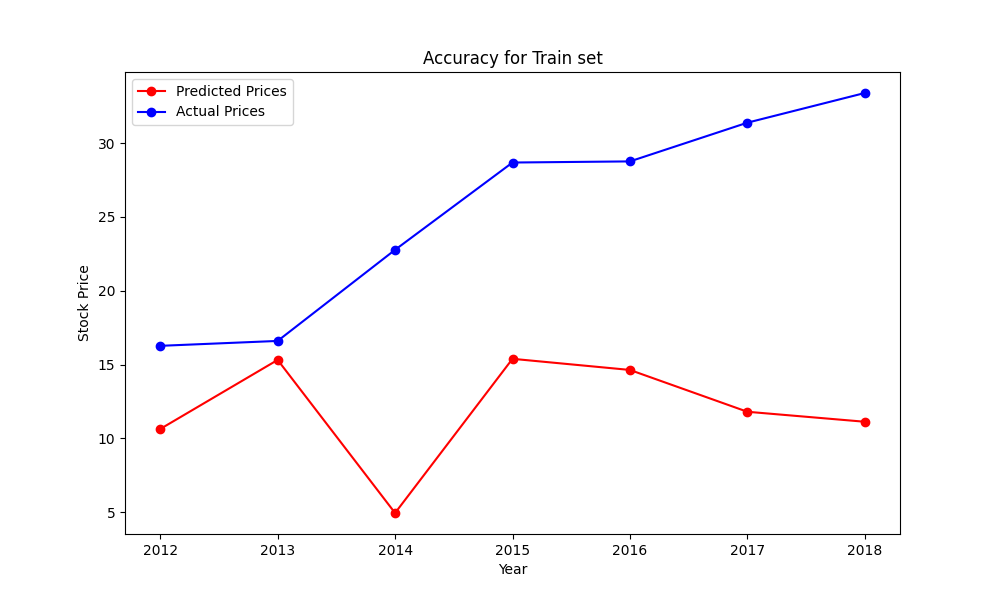 Accuracy for Train set
Predicted Prices
Actual Prices
30
25
20
15
10
5
Stock Price
2012 2013 2014 2015 2016 2017 2018
Year